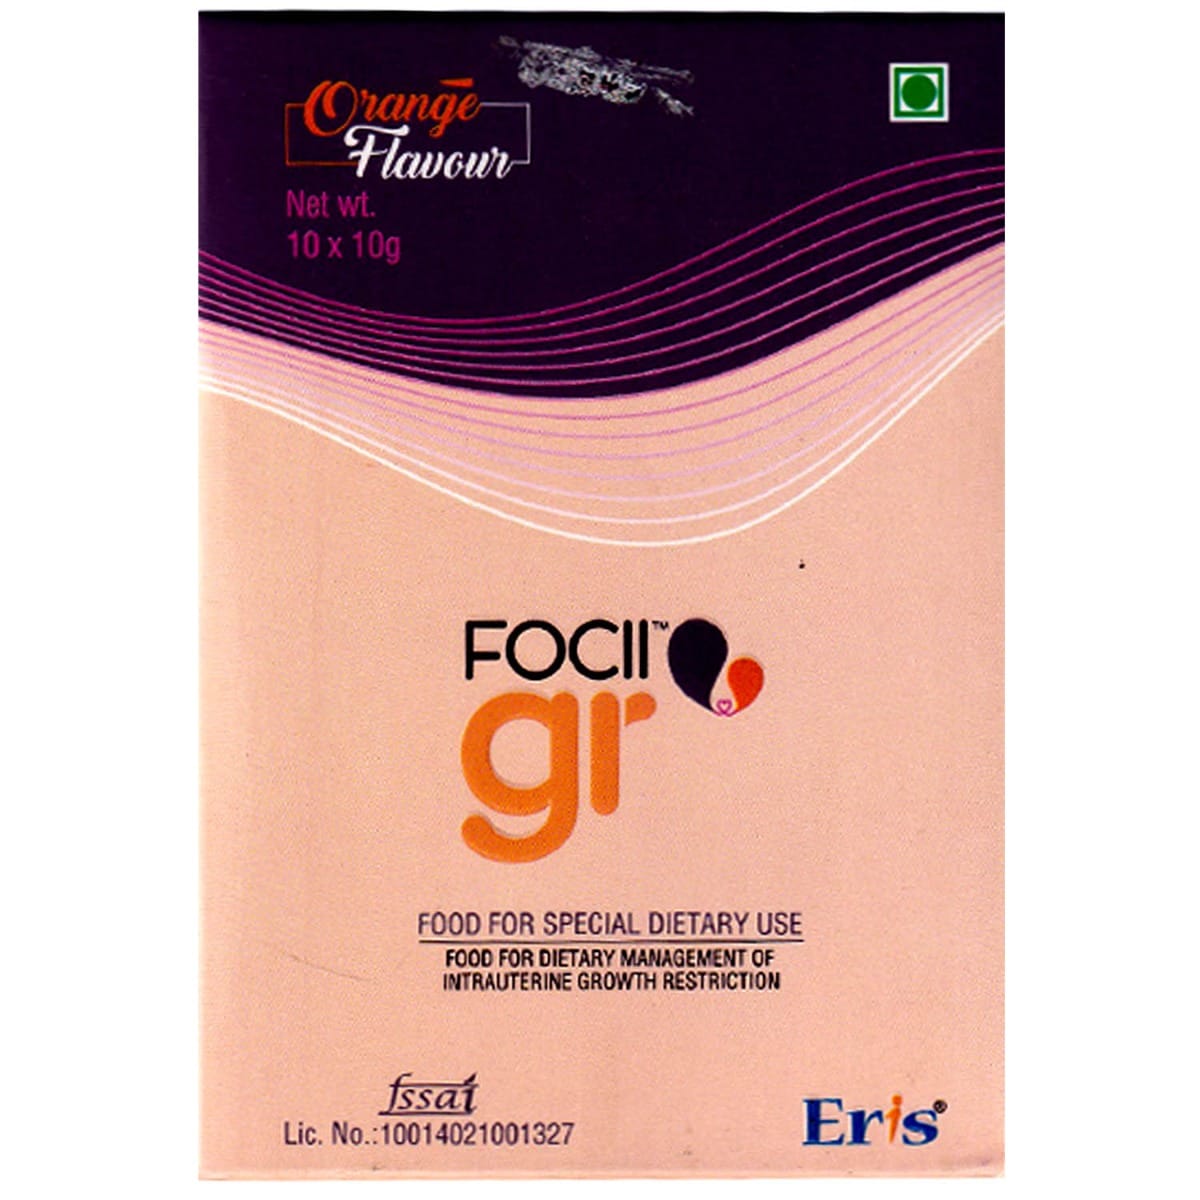 Orange
Flavour
Net wt.
10 x 10g
FOCII™
gr
FOOD FOR SPECIAL DIETARY USE
FOOD FOR DIETARY MANAGEMENT OF
INTRAUTERINE GROWTH RESTRICTION
fssai
Lic. No.:10014021001327
Eris®